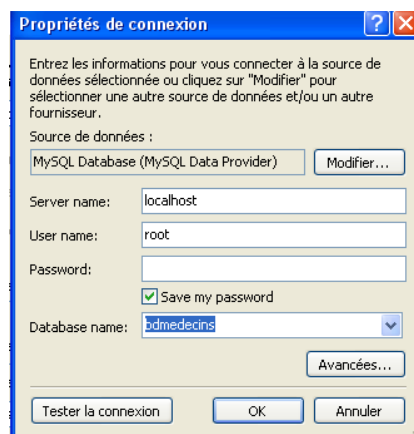 Propriétés de connexion
Entrez les informations pour vous connecter à la source de
données sélectionnée ou cliquez sur "Modifier" pour
sélectionner une autre source de données et/ou un autre
fournisseur.
Source de données :
MySQL Database (MySQL Data Provider) Modifier...
Server name: localhost
User name: root
Password:
Save my password
Database name: bdmedecins
Avancées...
Tester la connexion OK Annuler